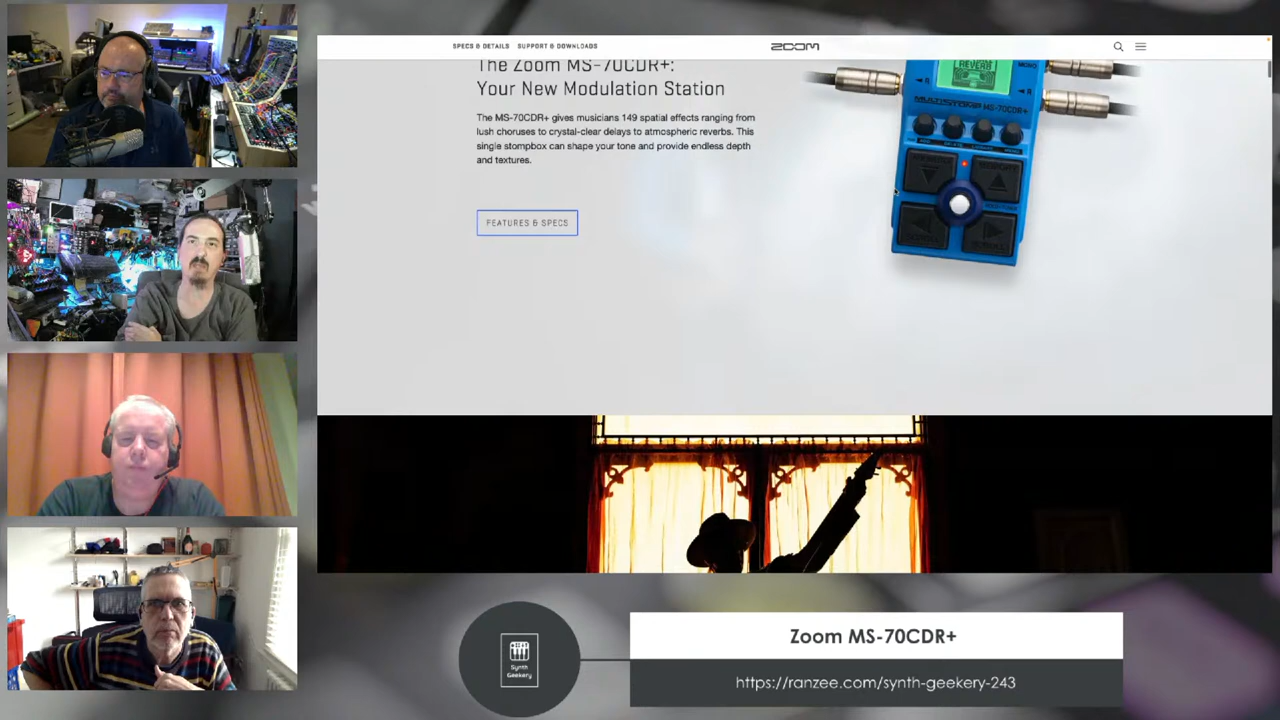 SPECS & DETAILS SUPPORT & DOWNLOADS
ZOOM
The Zoom MS-70CDR+:
Your New Modulation Station
The MS-70CDR+ gives musicians 149 spatial effects ranging from
lush choruses to crystal-clear delays to atmospheric reverbs. This
single stompbox can shape your tone and provide endless depth
and textures.
FEATURES & SPECS
REVERB
MONO
R
R
MULTI STOMP MS-70CDR+
Synth
Geekery
Zoom MS-70CDR+
https://ranzee.com/synth-geekery-243